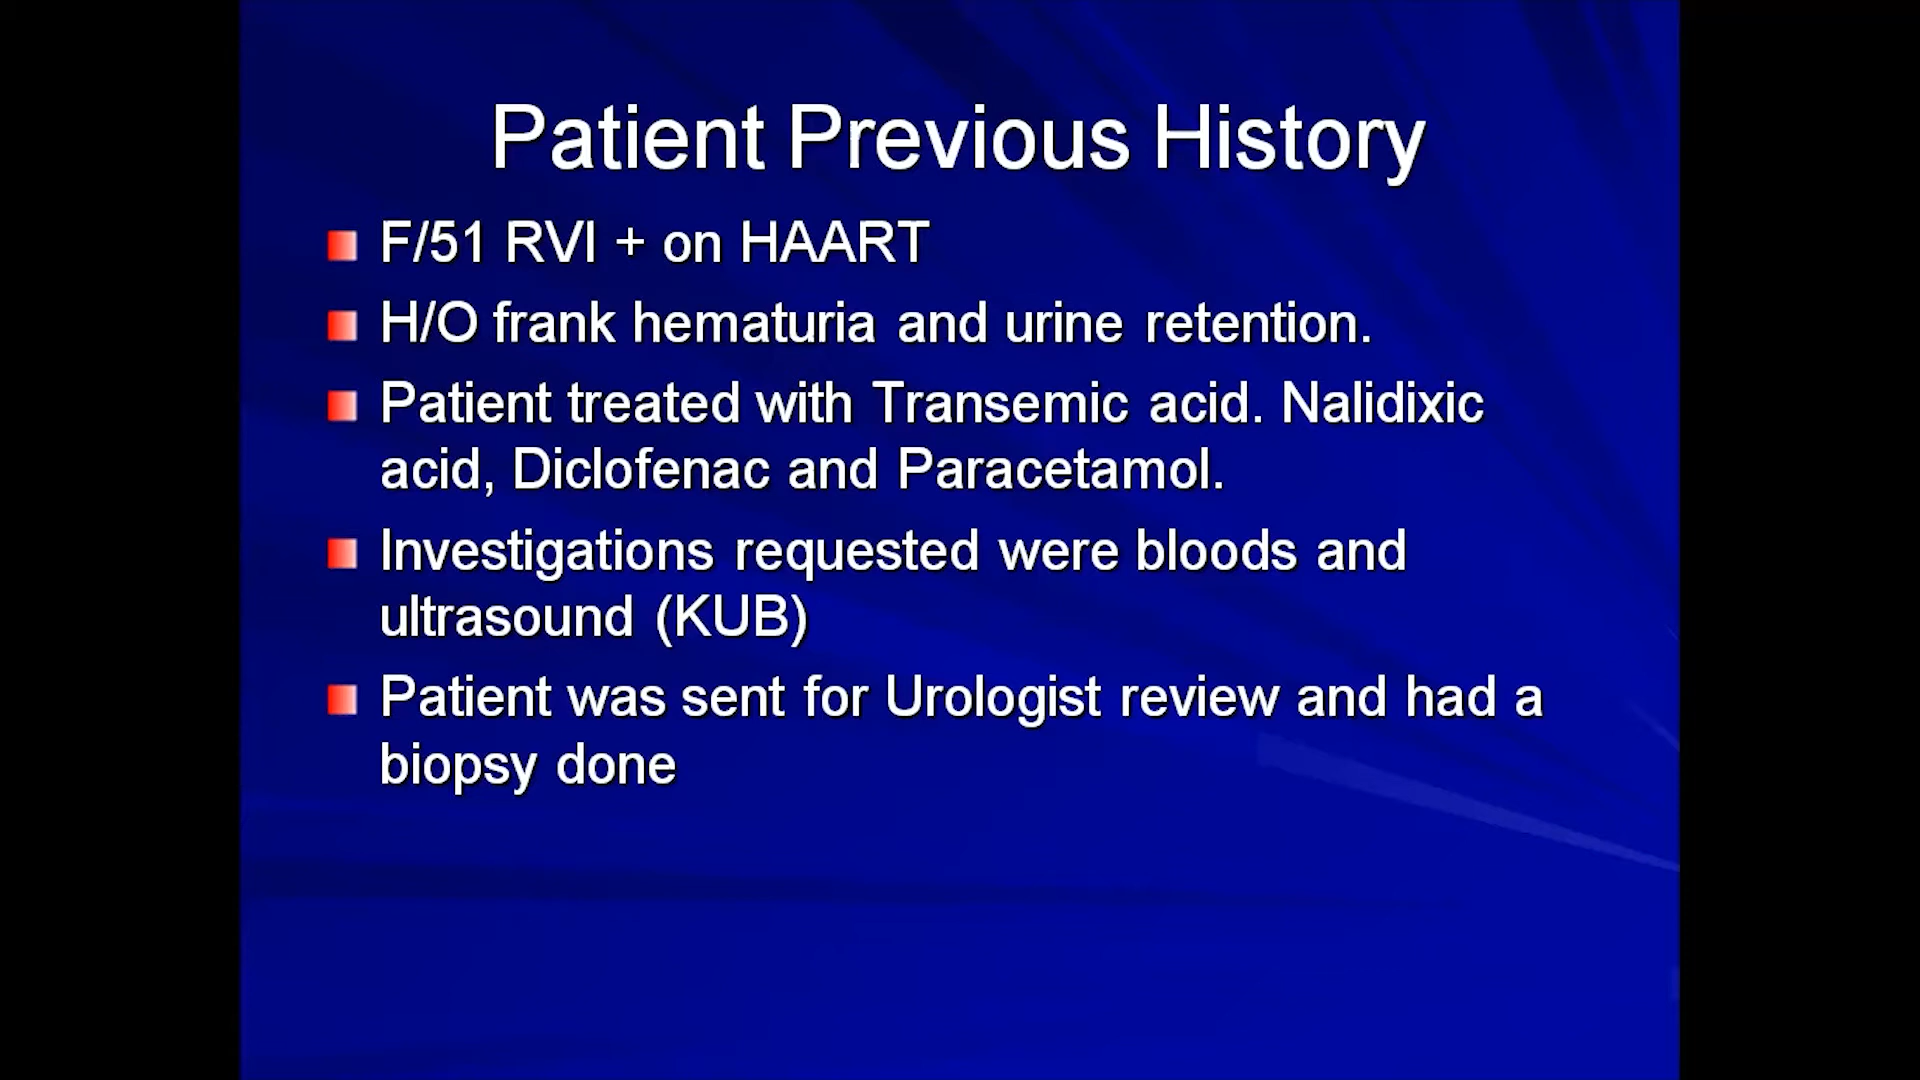 Patient Previous History
F/51 RVI + on HAART
H/O frank hematuria and urine retention.
Patient treated with Transemic acid. Nalidixic
acid, Diclofenac and Paracetamol.
Investigations requested were bloods and
ultrasound (KUB)
Patient was sent for Urologist review and had a
biopsy done